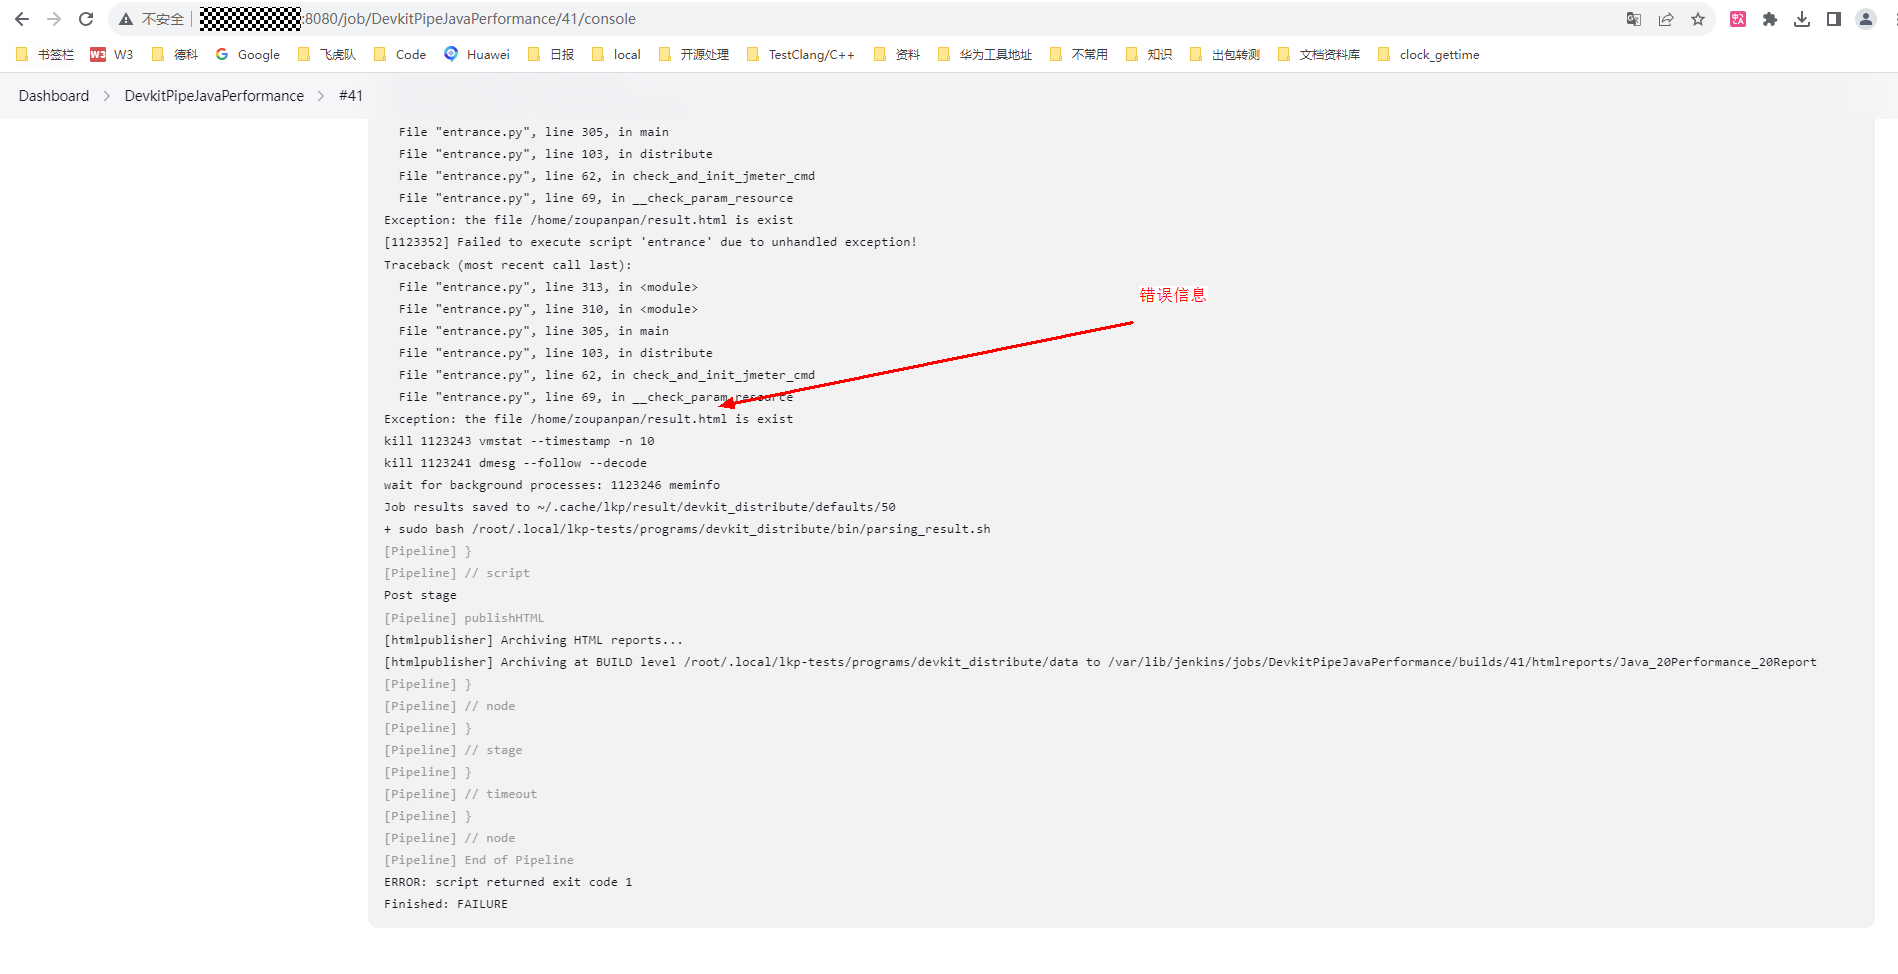 不安全 :8080/job/DevkitPipeJavaPerformance/41/console
书签栏 W3 W3 德科 Google 飞虎队 Code Huawei 日报 local 开源处理 TestClang/C++ 资料 华为工具地址 不常用 知识 出包转测 文档资料库 clock_gettime
Dashboard > DevkitPipeJavaPerformance > #41
File "entrance.py", line 305, in main
File "entrance.py", line 103, in distribute
File "entrance.py", line 62, in check_and_init_jmeter_cmd
File "entrance.py", line 69, in __check_param_resource
Exception: the file /home/zoupanpan/result.html is exist
[1123352] Failed to execute script 'entrance' due to unhandled exception!
Traceback (most recent call last):
File "entrance.py", line 313, in <module>
错误信息
File "entrance.py", line 310, in <module>
File "entrance.py", line 305, in main
File "entrance.py", line 103, in distribute
File "entrance.py", line 62, in check_and_init_jmeter_cmd
File "entrance.py", line 69, in __check_param_resource
Exception: the file /home/zoupanpan/result.html is exist
kill 1123243 vmstat --timestamp -n 10
kill 1123241 dmesg --follow --decode
wait for background processes: 1123246 meminfo
Job results saved to ~/.cache/lkp/result/devkit_distribute/defaults/50
+ sudo bash /root/.local/lkp-tests/programs/devkit_distribute/bin/parsing_result.sh
[Pipeline] }
[Pipeline] // script
Post stage
[Pipeline] publishHTML
[htmlpublisher] Archiving HTML reports...
[htmlpublisher] Archiving at BUILD level /root/.local/lkp-tests/programs/devkit_distribute/data to /var/lib/jenkins/jobs/DevkitPipeJavaPerformance/builds/41/htmlreports/Java_20Performance_20Report
[Pipeline] }
[Pipeline] // node
[Pipeline] }
[Pipeline] // stage
[Pipeline] }
[Pipeline] // timeout
[Pipeline] }
[Pipeline] // node
[Pipeline] End of Pipeline
ERROR: script returned exit code 1
Finished: FAILURE